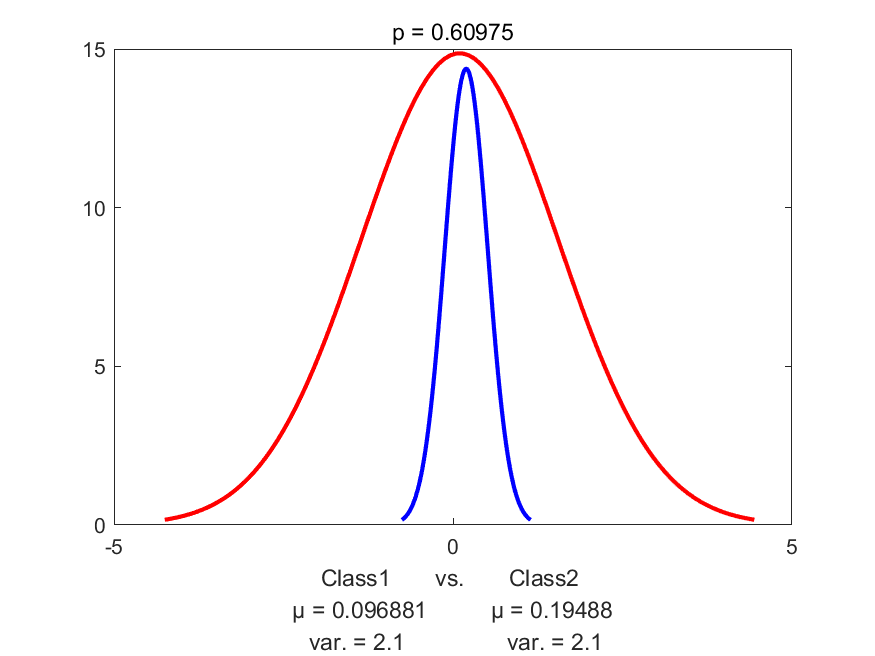 p = 0.60975
15
10
5
0
-5 0 5
Class1 vs. Class2
μ = 0.096881 μ = 0.19488
var. = 2.1 var. = 2.1